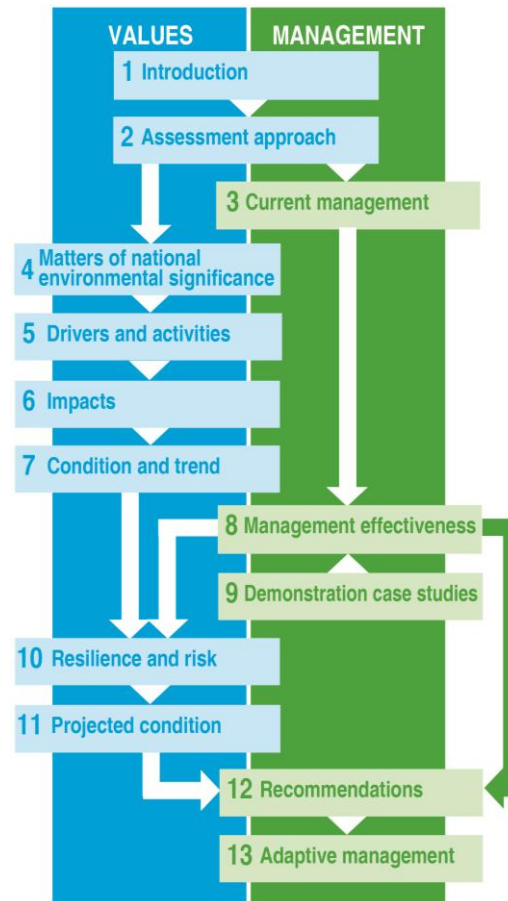 VALUES MANAGEMENT
1 Introduction
2 Assessment approach
3 Current management
4 Matters of national
environmental significance
5 Drivers and activities
6 Impacts
7 Condition and trend
8 Management effectiveness
9 Demonstration case studies
10 Resilience and risk
11 Projected condition
12 Recommendations
13 Adaptive management